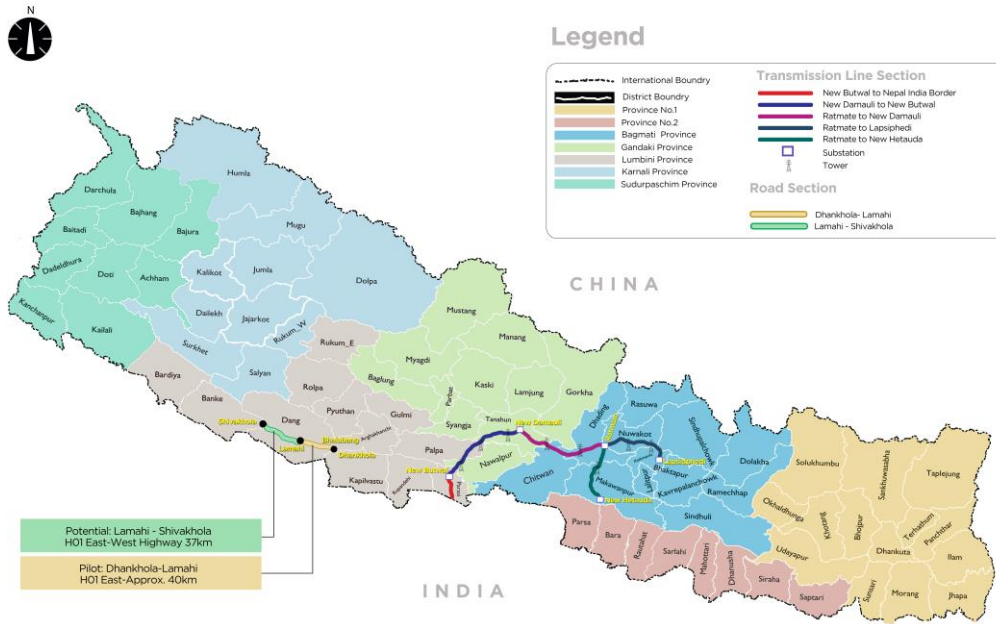 N
Legend
International Boundry
District Boundry
Province No.1
Province No.2
Bagmati Province
Gandaki Province
Lumbini Province
Karnali Province
Sudurpaschim Province
Transmission Line Section
New Butwal to Nepal India Border
New Damauli to New Butwal
Ratmate to New Damauli
Ratmate to Lapsiphedi
Ratmate to New Hetauda
Substation
Tower
Road Section
Dhankhola- Lamahi
Lamahi - Shivakhola
CHINA
INDIA
Darchula
Bajhang
Baitadi
Bajura
Dadeldhura
Doti
Achham
Kanchanpur
Kailali
Humla
Mugu
Kalikot
Jumla
Dolpa
Dailekh
Jajarkot
Rukum_W
Surkhet
Salyan
Rukum_E
Bardiya
Banke
Rolpa
Dang
Pyuthan
Gulmi
Arghakhanchi
Palpa
Kapilvastu
Rupandehi
Shivakhola
Lamahi
Bhalubang
Dhankhola
New Butwal
Mustang
Manang
Myagdi
Baglung
Parbat
Kaski
Lamjung
Gorkha
Syangja
Tanahun
Nawalpur
New Damauli
Dhading
Rasuwa
Nuwakot
Sindhupalchowk
Dolakha
Chitwan
Makawanpur
Lalitpur
Bhaktapur
Kavrepalanchowk
Ramechhap
Sindhuli
New Hetauda
Parsa
Bara
Rautahat
Sarlahi
Mahottari
Dhanusha
Siraha
Saptari
Solukhumbu
Sankhuwasabha
Taplejung
Okhaldhunga
Khotang
Bhojpur
Terhathum
Panchthar
Dhankuta
Udayapur
Ilam
Sunsari
Morang
Jhapa
Potential: Lamahi - Shivakhola
H01 East-West Highway 37km
Pilot: Dhankhola-Lamahi
H01 East-Approx. 40km